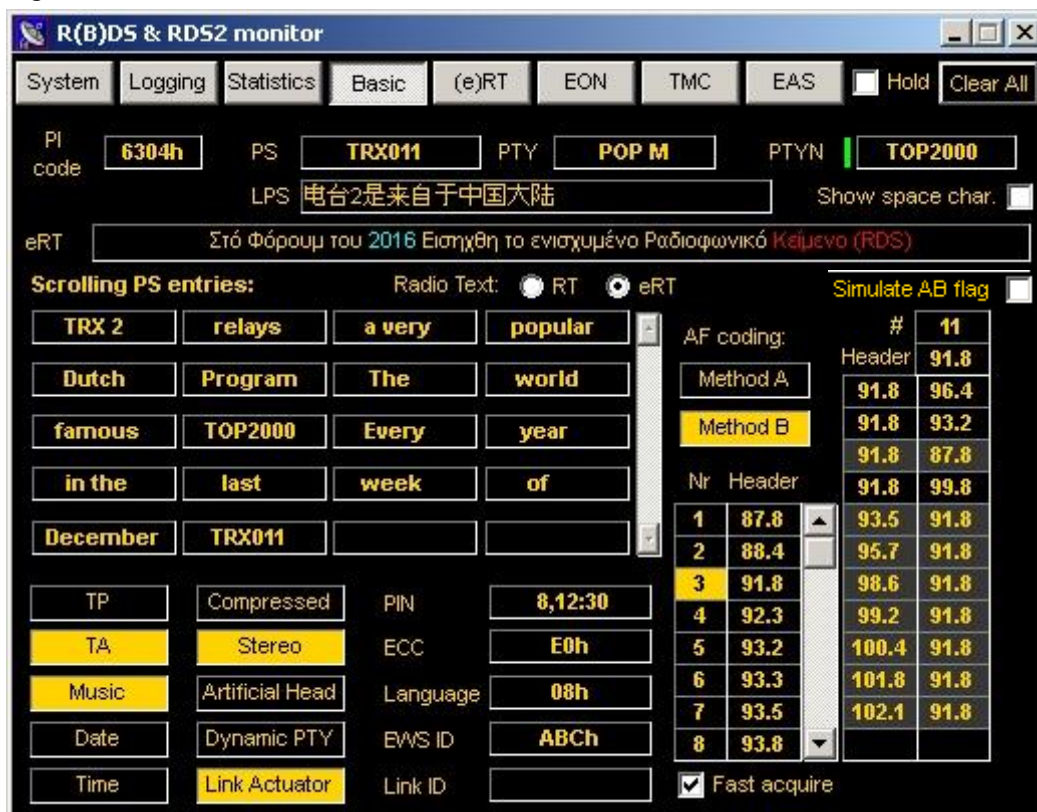 R(B)DS & RDS2 monitor
System Logging Statistics Basic (e)RT EON TMC EAS Hold Clear All
PI code 6304h PS TRX011 PTY POP M PTYN TOP2000
LPS 电台2是来自于中国大陆 Show space char.
eRT Στό Φόρουμ του 2016 Εισηχθη το ενισχυμένο Ραδιοφωνικό Κείμενο (RDS)
Scrolling PS entries: Radio Text: RT eRT Simulate AB flag
TRX 2 relays a very popular
Dutch Program The world
famous TOP2000 Every year
in the last week of
December TRX011
AF coding:
Method A
Method B
Nr Header
1 87.8
2 88.4
3 91.8
4 92.3
5 93.2
6 93.3
7 93.5
8 93.8
# 11
Header 91.8
91.8 96.4
91.8 93.2
91.8 87.8
91.8 99.8
93.5 91.8
95.7 91.8
98.6 91.8
99.2 91.8
100.4 91.8
101.8 91.8
102.1 91.8
TP Compressed PIN 8,12:30
TA Stereo ECC E0h
Music Artificial Head Language 08h
Date Dynamic PTY EWS ID ABCh
Time Link Actuator Link ID
Fast acquire